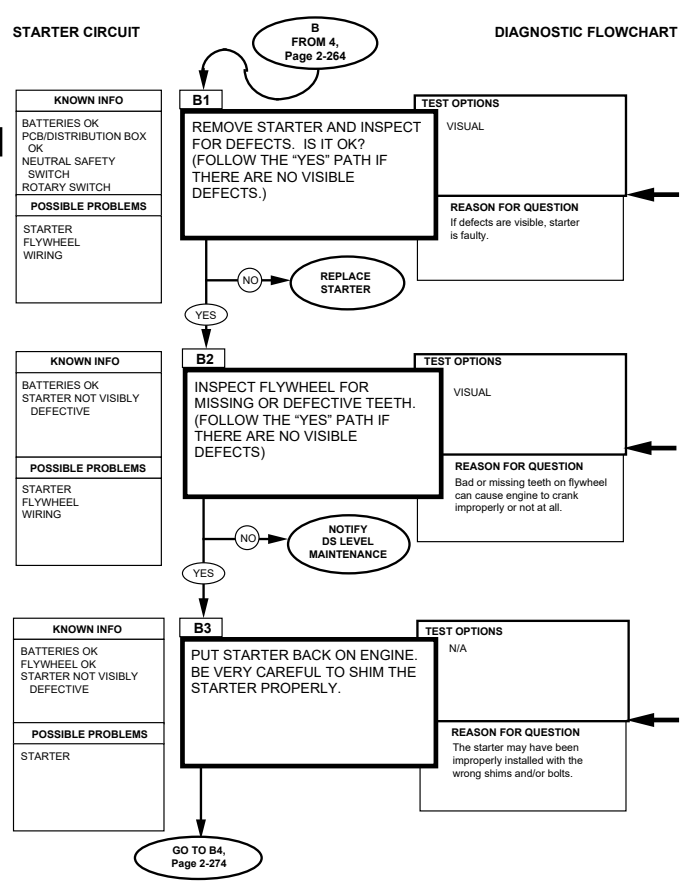 STARTER CIRCUIT
DIAGNOSTIC FLOWCHART
B
FROM 4,
Page 2-264
KNOWN INFO
BATTERIES OK
PCB/DISTRIBUTION BOX
OK
NEUTRAL SAFETY
SWITCH
ROTARY SWITCH
POSSIBLE PROBLEMS
STARTER
FLYWHEEL
WIRING
B1
REMOVE STARTER AND INSPECT
FOR DEFECTS. IS IT OK?
(FOLLOW THE “YES” PATH IF
THERE ARE NO VISIBLE
DEFECTS.)
TEST OPTIONS
VISUAL
REASON FOR QUESTION
If defects are visible, starter
is faulty.
NO
REPLACE
STARTER
YES
KNOWN INFO
BATTERIES OK
STARTER NOT VISIBLY
DEFECTIVE
POSSIBLE PROBLEMS
STARTER
FLYWHEEL
WIRING
B2
INSPECT FLYWHEEL FOR
MISSING OR DEFECTIVE TEETH.
(FOLLOW THE “YES” PATH IF
THERE ARE NO VISIBLE
DEFECTS)
TEST OPTIONS
VISUAL
REASON FOR QUESTION
Bad or missing teeth on flywheel
can cause engine to crank
improperly or not at all.
NO
NOTIFY
DS LEVEL
MAINTENANCE
YES
KNOWN INFO
BATTERIES OK
FLYWHEEL OK
STARTER NOT VISIBLY
DEFECTIVE
POSSIBLE PROBLEMS
STARTER
B3
PUT STARTER BACK ON ENGINE.
BE VERY CAREFUL TO SHIM THE
STARTER PROPERLY.
TEST OPTIONS
N/A
REASON FOR QUESTION
The starter may have been
improperly installed with the
wrong shims and/or bolts.
GO TO B4,
Page 2-274